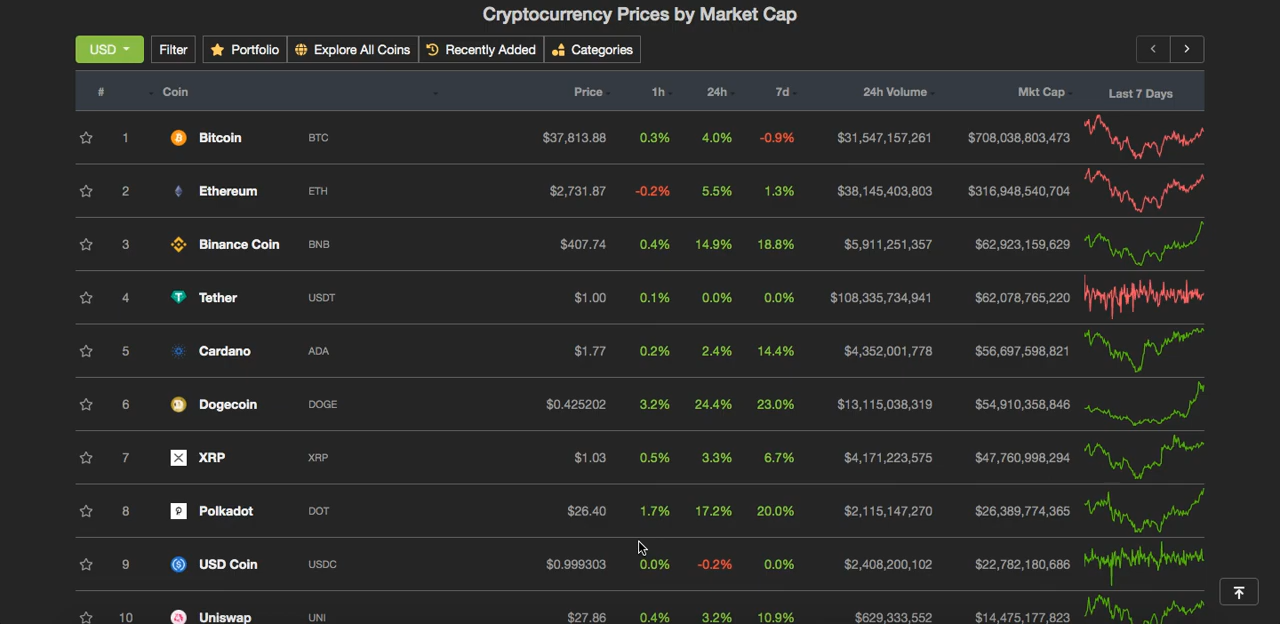 Cryptocurrency Prices by Market Cap
USD Filter Portfolio Explore All Coins Recently Added Categories
# Coin Price 1h 24h 7d 24h Volume Mkt Cap Last 7 Days
1 Bitcoin BTC $37,813.88 0.3% 4.0% -0.9% $31,547,157,261 $708,038,803,473
2 Ethereum ETH $2,731.87 -0.2% 5.5% 1.3% $38,145,403,803 $316,948,540,704
3 Binance Coin BNB $407.74 0.4% 14.9% 18.8% $5,911,251,357 $62,923,159,629
4 Tether USDT $1.00 0.1% 0.0% 0.0% $108,335,734,941 $62,078,765,220
5 Cardano ADA $1.77 0.2% 2.4% 14.4% $4,352,001,778 $56,697,598,821
6 Dogecoin DOGE $0.425202 3.2% 24.4% 23.0% $13,115,038,319 $54,910,358,846
7 XRP XRP $1.03 0.5% 3.3% 6.7% $4,171,223,575 $47,760,998,294
8 Polkadot DOT $26.40 1.7% 17.2% 20.0% $2,115,147,270 $26,389,774,365
9 USD Coin USDC $0.999303 0.0% -0.2% 0.0% $2,408,200,102 $22,782,180,686
10 Uniswap UNI $27.86 0.4% 3.2% 10.9% $629,333,552 $14,475,177,823